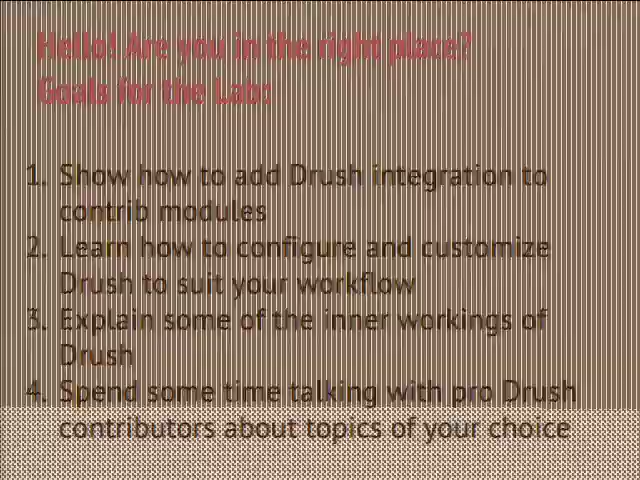 Hello! Are you in the right place?
Goals for the Lab:
1. Show how to add Drush integration to
contrib modules
2. Learn how to configure and customize
Drush to suit your workflow
3. Explain some of the inner workings of
Drush
4. Spend some time talking with pro Drush
contributors about topics of your choice